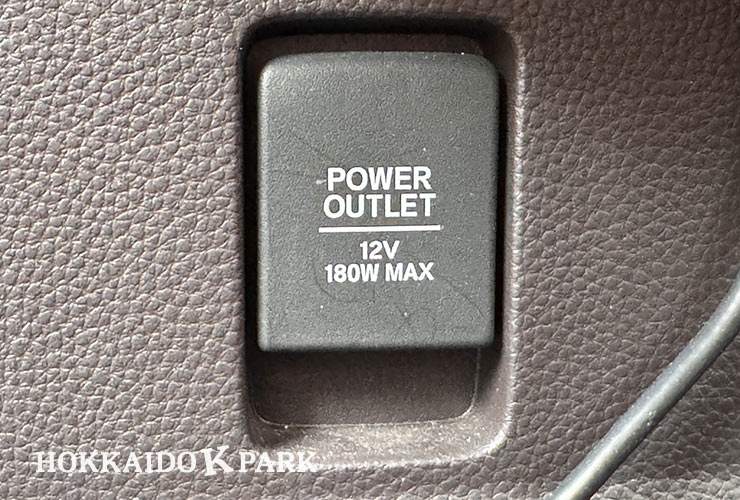 POWER
OUTLET
12V
180W MAX
HOKKAIDO K PARK